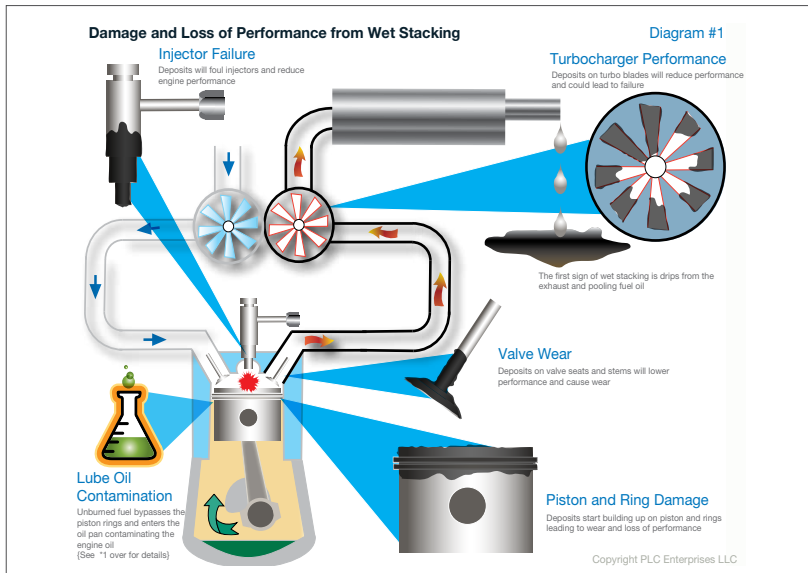 Damage and Loss of Performance from Wet Stacking
Diagram #1
Injector Failure
Deposits will foul injectors and reduce
engine performance
Turbocharger Performance
Deposits on turbo blades will reduce performance
and could lead to failure
The first sign of wet stacking is drips from the
exhaust and pooling fuel oil
Valve Wear
Deposits on valve seats and stems will lower
performance and cause wear
Lube Oil
Contamination
Unburned fuel bypasses the
piston rings and enters the
oil pan contaminating the
engine oil
{See *1 over for details}
Piston and Ring Damage
Deposits start building up on piston and rings
leading to wear and loss of performance
Copyright PLC Enterprises LLC